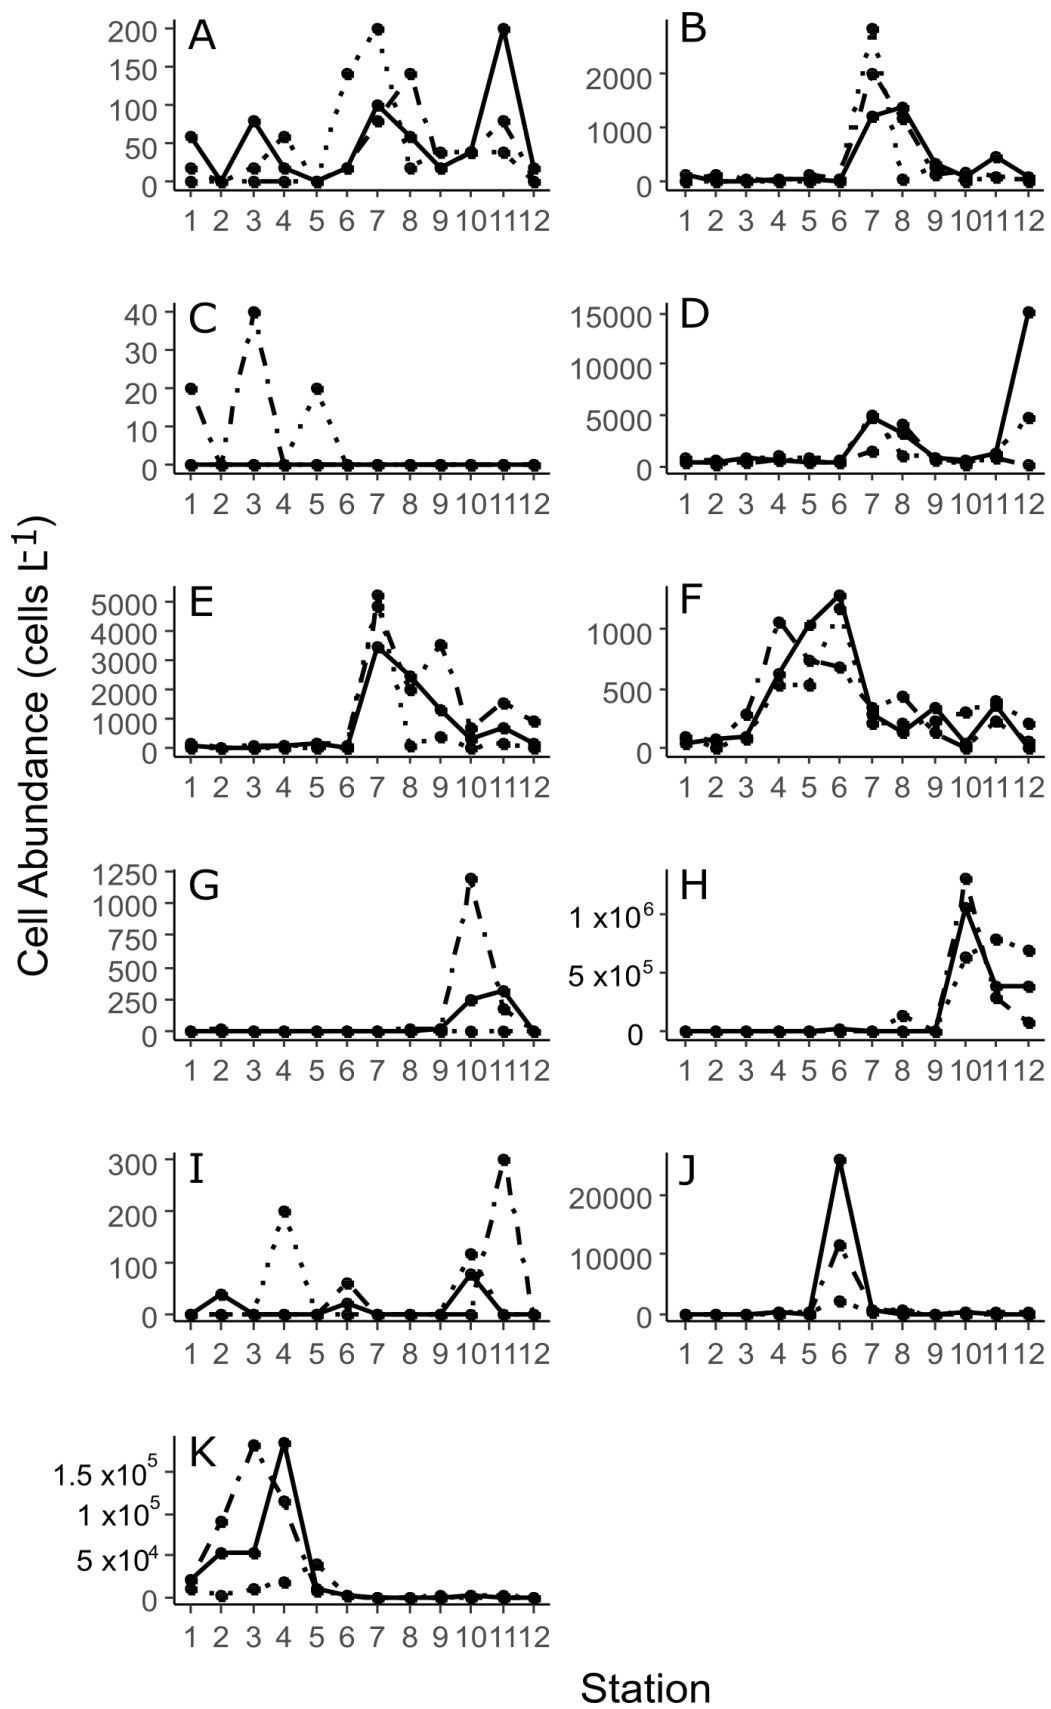 Cell Abundance (cells L-1)
A
200
150
100
50
0
1 2 3 4 5 6 7 8 9 10 11 12
B
2000
1000
0
1 2 3 4 5 6 7 8 9 10 11 12
C
40
30
20
10
0
1 2 3 4 5 6 7 8 9 10 11 12
D
15000
10000
5000
0
1 2 3 4 5 6 7 8 9 10 11 12
E
5000
4000
3000
2000
1000
0
1 2 3 4 5 6 7 8 9 10 11 12
F
1000
500
0
1 2 3 4 5 6 7 8 9 10 11 12
G
1250
1000
750
500
250
0
1 2 3 4 5 6 7 8 9 10 11 12
H
1 x10⁶
5 x10⁵
0
1 2 3 4 5 6 7 8 9 10 11 12
I
300
200
100
0
1 2 3 4 5 6 7 8 9 10 11 12
J
20000
10000
0
1 2 3 4 5 6 7 8 9 10 11 12
K
1.5 x10⁵
1 x10⁵
5 x10⁴
0
1 2 3 4 5 6 7 8 9 10 11 12
Station